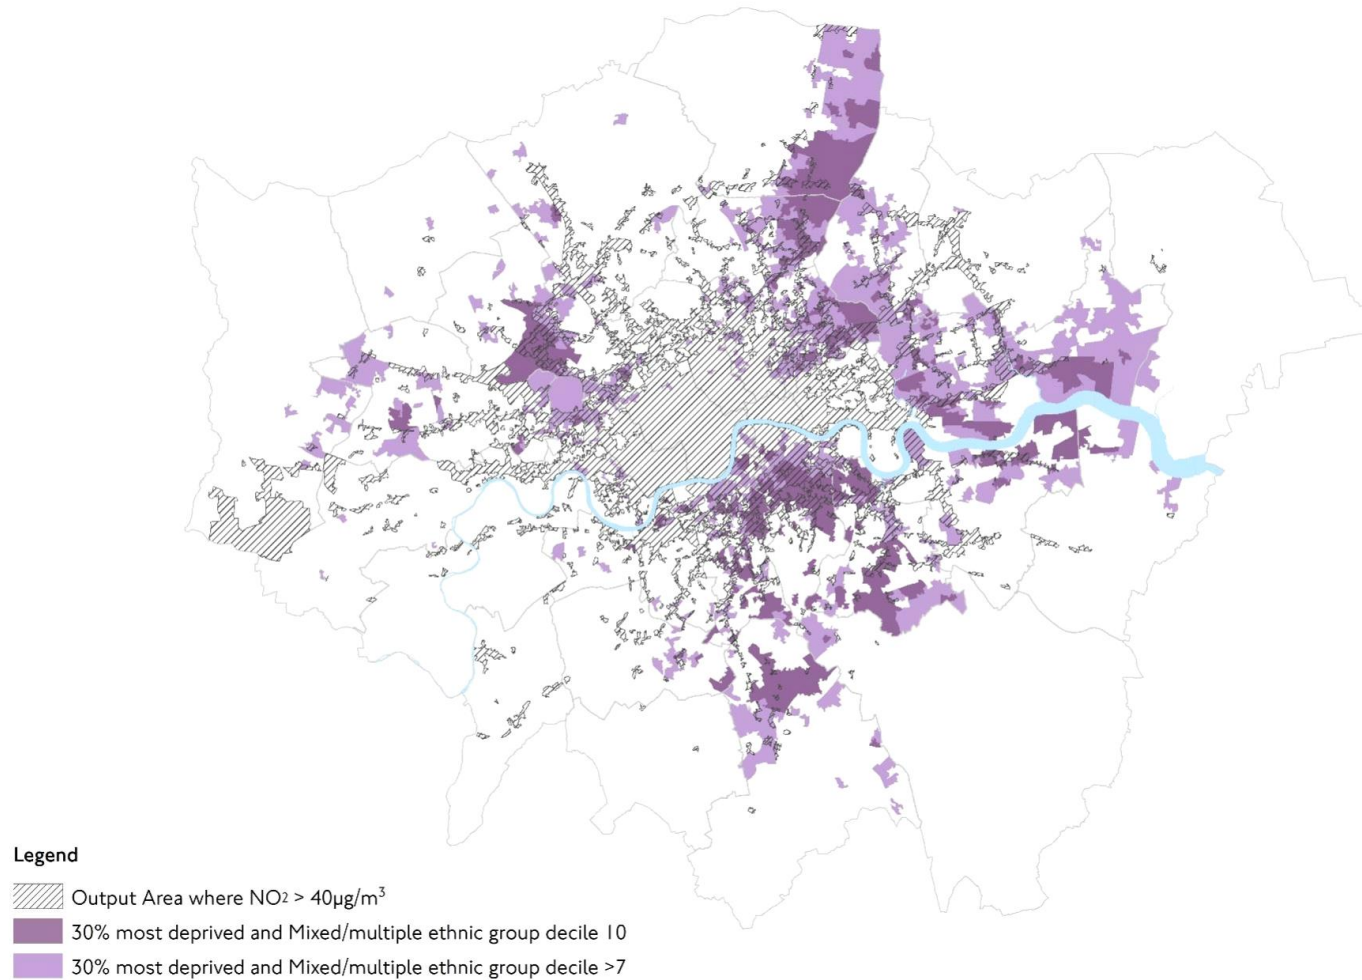 Legend
Output Area where NO2 > 40µg/m³
30% most deprived and Mixed/multiple ethnic group decile 10
30% most deprived and Mixed/multiple ethnic group decile >7